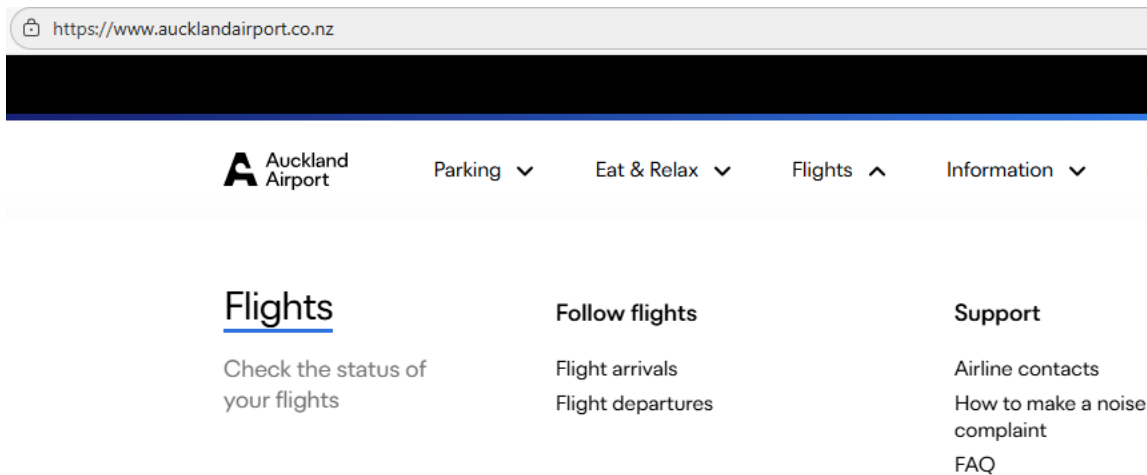 https://www.aucklandairport.co.nz
Auckland
Airport
Parking
Eat & Relax
Flights
Information
Flights
Check the status of
your flights
Follow flights
Flight arrivals
Flight departures
Support
Airline contacts
How to make a noise
complaint
FAQ